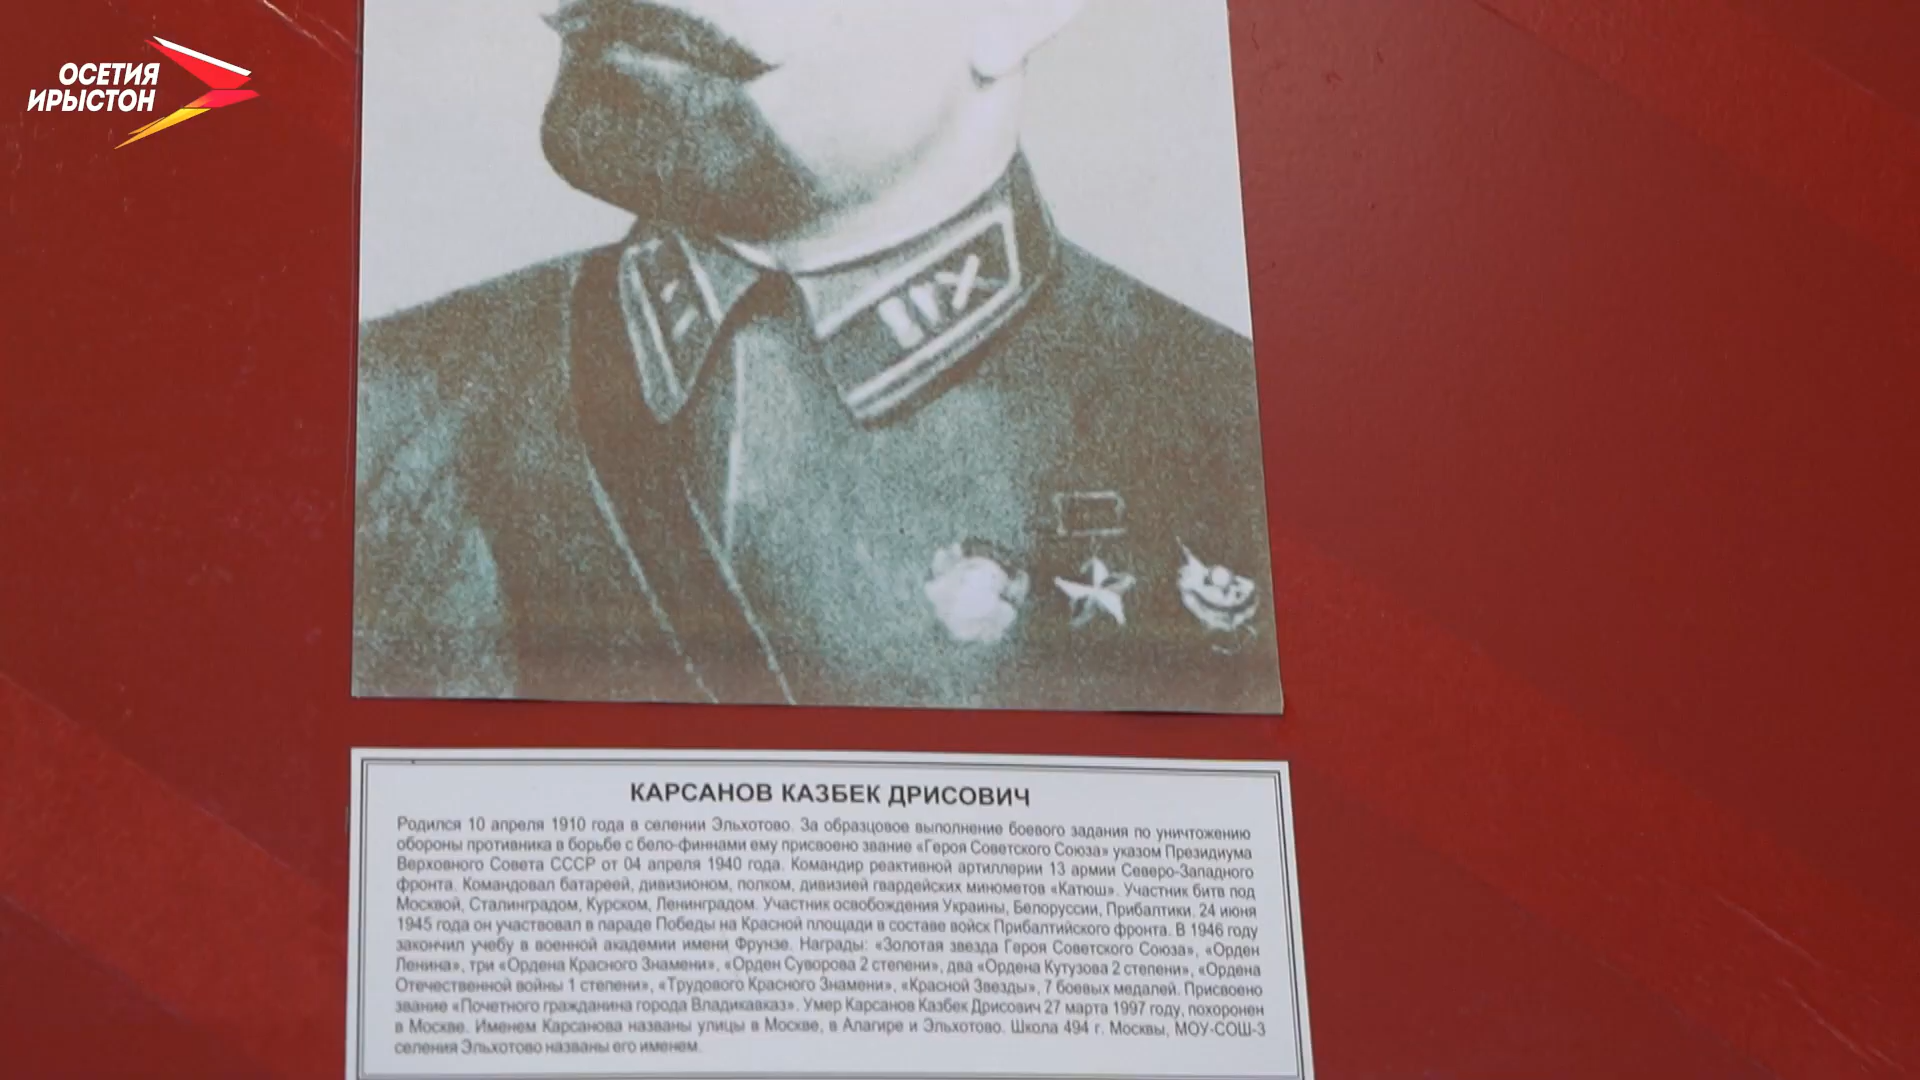 ОСЕТИЯ
ИРЫСТОН
КАРСАНОВ КАЗБЕК ДРИСОВИЧ
Родился 10 апреля 1910 года в селении Эльхотово. За образцовое выполнение боевого задания по уничтожению
обороны противника в борьбе с бело-финнами ему присвоено звание «Героя Советского Союза» указом Президиума
Верховного Совета СССР от 04 апреля 1940 года. Командир реактивной артиллерии 13 армии Северо-Западного
фронта. Командовал батареей, дивизионом, полком, дивизией гвардейских минометов «Катюш». Участник битв под
Москвой, Сталинградом, Курском, Ленинградом. Участник освобождения Украины, Белоруссии, Прибалтики. 24 июня
1945 года он участвовал в параде Победы на Красной площади в составе войск Прибалтийского фронта. В 1946 году
закончил учебу в военной академии имени Фрунзе. Награды: «Золотая звезда Героя Советского Союза», «Орден
Ленина», три «Ордена Красного Знамени», «Орден Суворова 2 степени», два «Ордена Кутузова 2 степени», «Ордена
Отечественной войны 1 степени», «Трудового Красного Знамени», «Красной Звезды», 7 боевых медалей. Присвоено
звание «Почетного гражданина города Владикавказ». Умер Карсанов Казбек Дрисович 27 марта 1997 году, похоронен
в Москве. Именем Карсанова названы улицы в Москве, в Алагире и Эльхотово. Школа 494 г. Москвы, МОУ-СОШ-3
селения Эльхотово названы его именем.